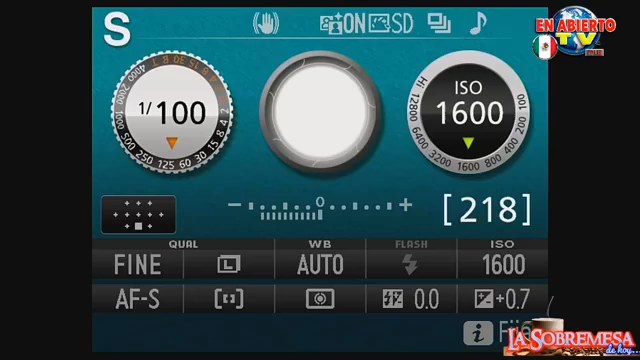 S ON SD
EN ABIERTO
TV
1/100
ISO
1600
4000 2000 1000 500 250 125 60 30 15 8 4 2
Hi 12800 6400 3200 1600 800 400 200 100
[218]
QUAL WB FLASH ISO
FINE L AUTO 1600
AF-S 0.0 +0.7
i
LA SOBREMESA
de hoy...